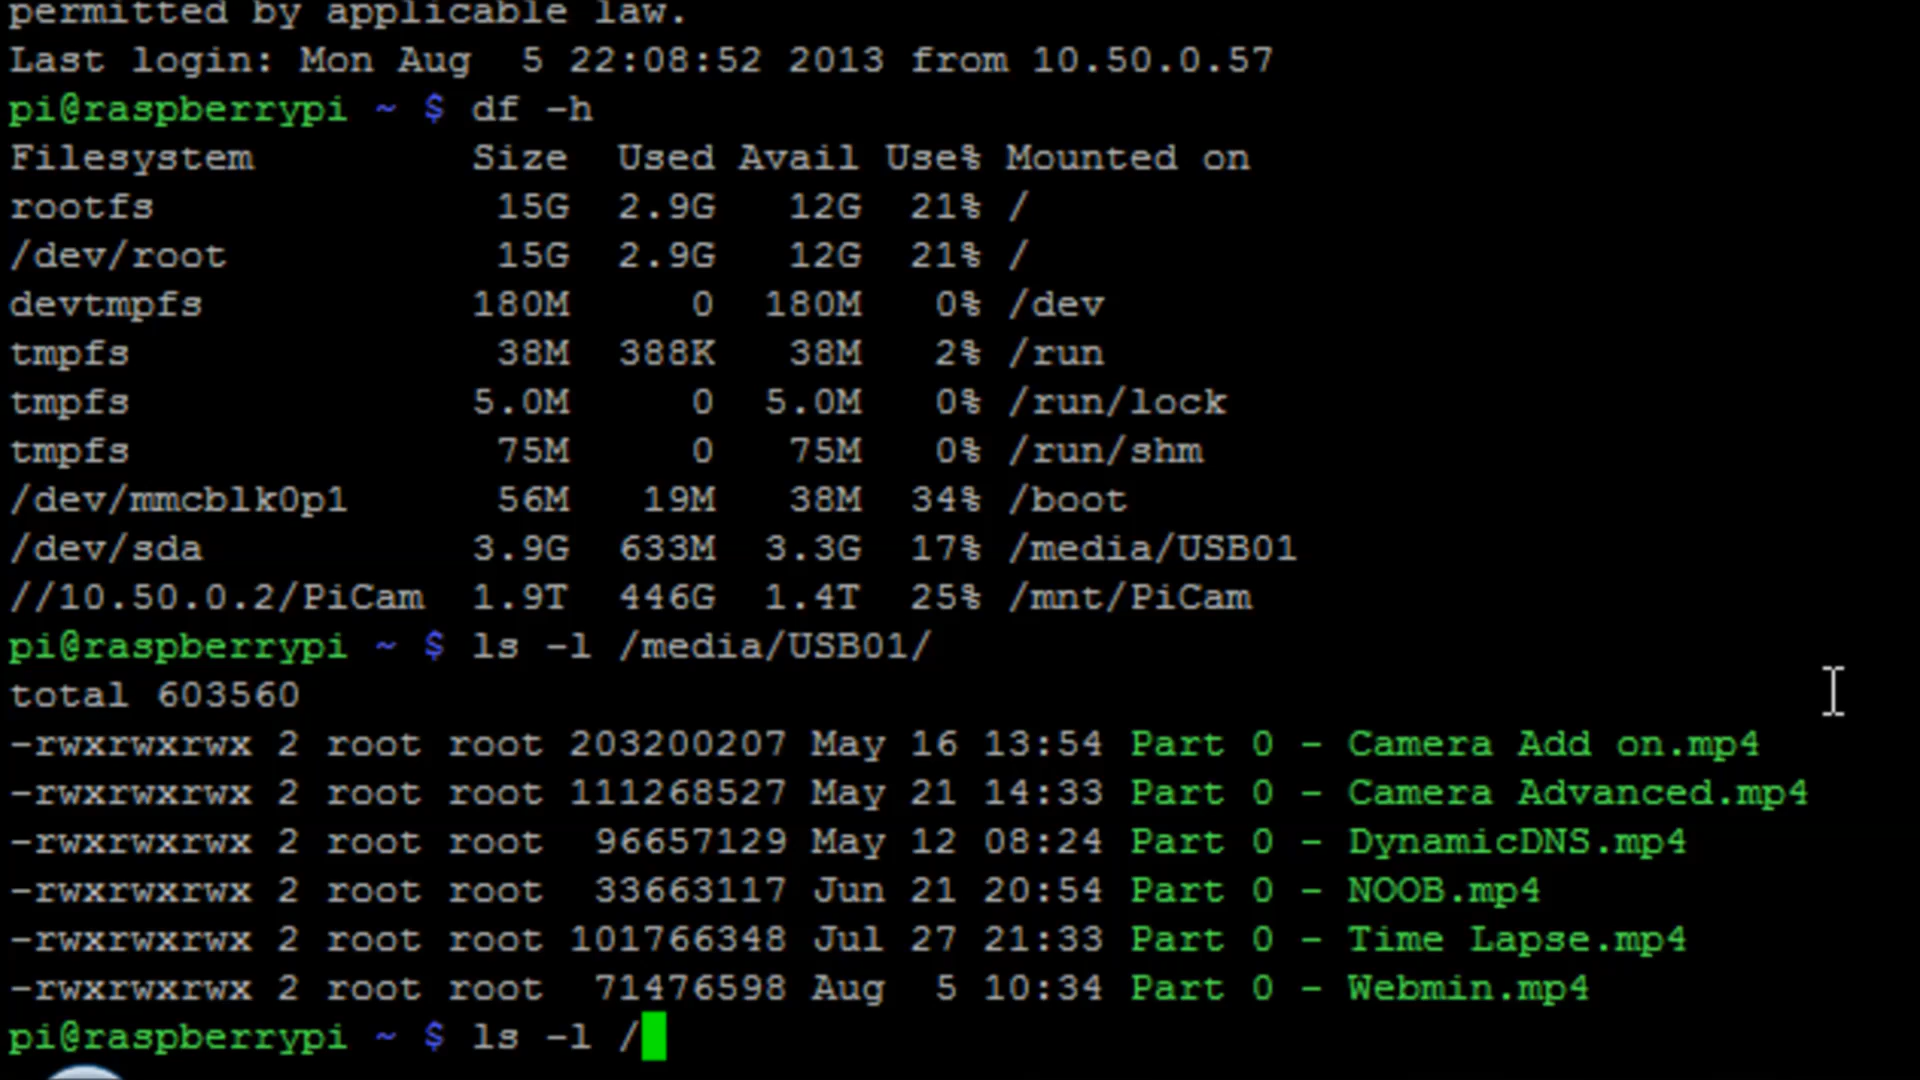 permitted by applicable law.
Last login: Mon Aug  5 22:08:52 2013 from 10.50.0.57
pi@raspberrypi ~ $ df -h
Filesystem         Size  Used Avail Use% Mounted on
rootfs              15G  2.9G   12G  21% /
/dev/root           15G  2.9G   12G  21% /
devtmpfs           180M     0  180M   0% /dev
tmpfs               38M  388K   38M   2% /run
tmpfs              5.0M     0  5.0M   0% /run/lock
tmpfs               75M     0   75M   0% /run/shm
/dev/mmcblk0p1      56M   19M   38M  34% /boot
/dev/sda           3.9G  633M  3.3G  17% /media/USB01
//10.50.0.2/PiCam  1.9T  446G  1.4T  25% /mnt/PiCam
pi@raspberrypi ~ $ ls -l /media/USB01/
total 603560
-rwxrwxrwx 2 root root 203200207 May 16 13:54 Part 0 - Camera Add on.mp4
-rwxrwxrwx 2 root root 111268527 May 21 14:33 Part 0 - Camera Advanced.mp4
-rwxrwxrwx 2 root root  96657129 May 12 08:24 Part 0 - DynamicDNS.mp4
-rwxrwxrwx 2 root root  33663117 Jun 21 20:54 Part 0 - NOOB.mp4
-rwxrwxrwx 2 root root 101766348 Jul 27 21:33 Part 0 - Time Lapse.mp4
-rwxrwxrwx 2 root root  71476598 Aug  5 10:34 Part 0 - Webmin.mp4
pi@raspberrypi ~ $ ls -l /